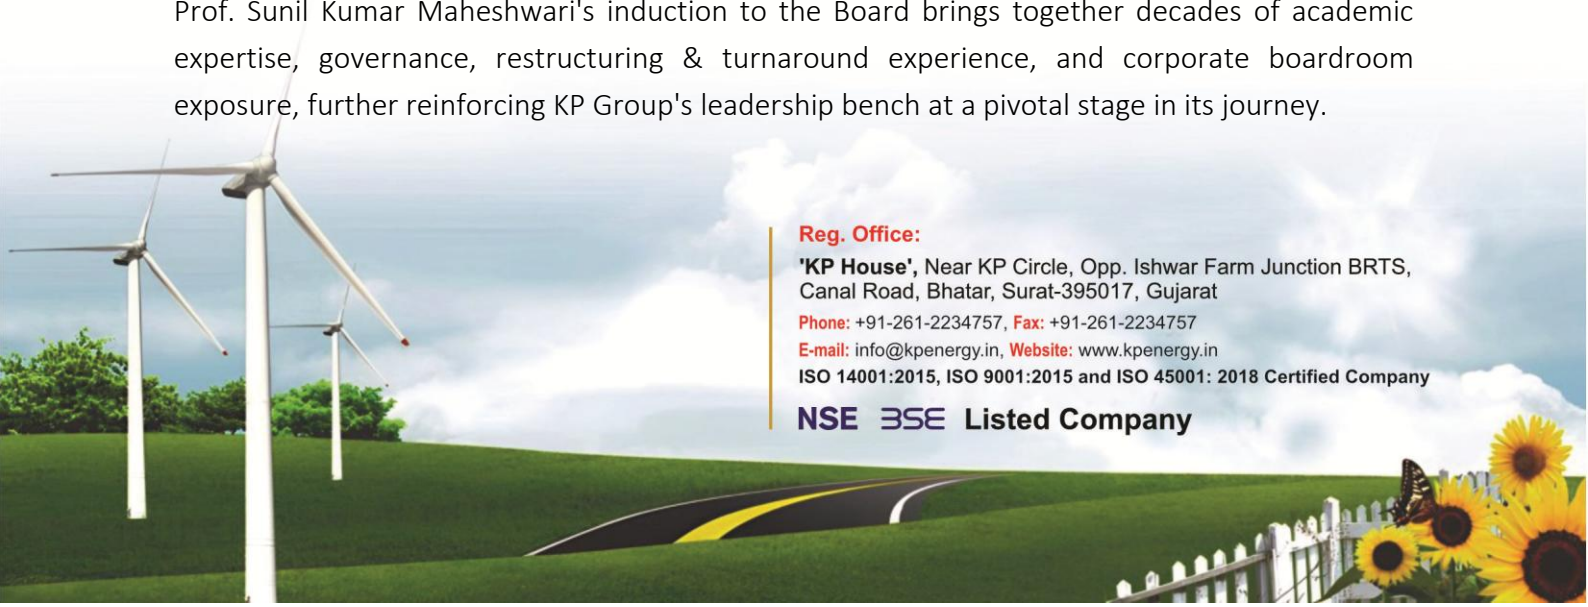 Prof. Sunil Kumar Maheshwari's induction to the Board brings together decades of academic
expertise, governance, restructuring & turnaround experience, and corporate boardroom
exposure, further reinforcing KP Group's leadership bench at a pivotal stage in its journey.
Reg. Office:
'KP House', Near KP Circle, Opp. Ishwar Farm Junction BRTS,
Canal Road, Bhatar, Surat-395017, Gujarat
Phone: +91-261-2234757, Fax: +91-261-2234757
E-mail: info@kpenergy.in, Website: www.kpenergy.in
ISO 14001:2015, ISO 9001:2015 and ISO 45001: 2018 Certified Company
NSE BSE Listed Company